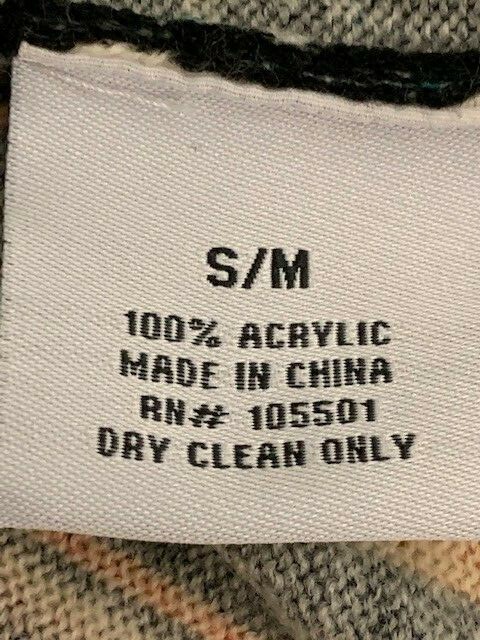 S/M
100% ACRYLIC
MADE IN CHINA
RN# 105501
DRY CLEAN ONLY